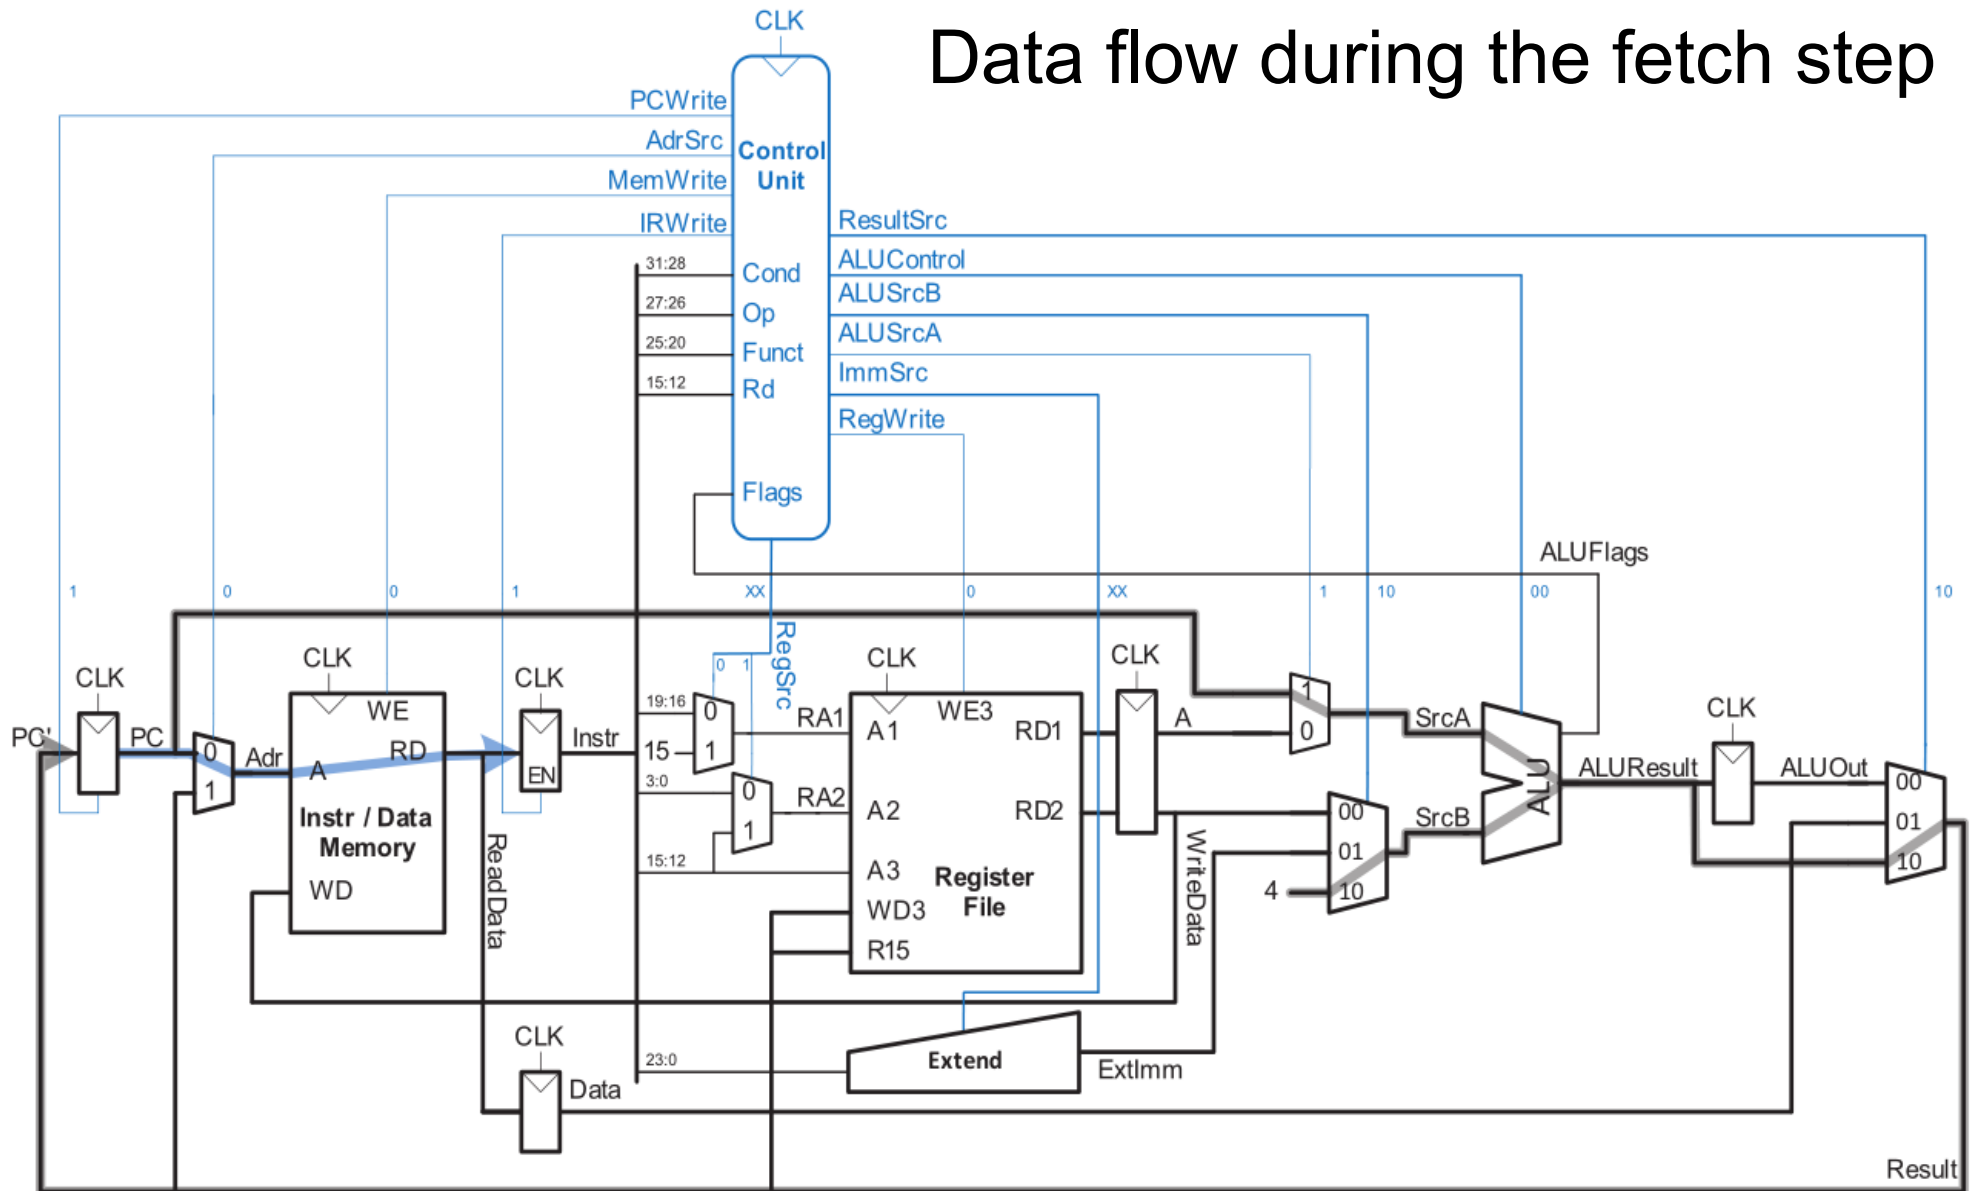 CLK
Data flow during the fetch step
PCWrite
AdrSrc
Control
Unit
MemWrite
IRWrite
ResultSrc
31:28
Cond
ALUControl
27:26
Op
ALUSrcB
25:20
Funct
ALUSrcA
15:12
Rd
ImmSrc
RegWrite
Flags
ALUFlags
1
0
0
1
XX
0
XX
1
10
00
10
RegSrc
0 1
CLK
CLK
CLK
CLK
CLK
CLK
PC'
PC
0
1
Adr
WE
RD
A
Instr / Data
Memory
WD
EN
Instr
ReadData
19:16
0
15
1
RA1
3:0
0
1
RA2
15:12
A1
WE3
RD1
A2
RD2
A3
Register
File
WD3
R15
A
WriteData
1
0
SrcA
00
01
4
10
SrcB
ALU
ALUResult
ALUOut
00
01
10
CLK
Data
23:0
Extend
ExtImm
Result